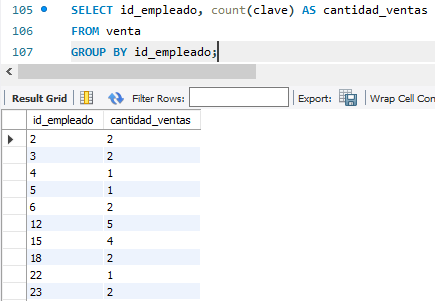 105 SELECT id_empleado, count(clave) AS cantidad_ventas
106 FROM venta
107 GROUP BY id_empleado;
Result Grid Filter Rows: Export: Wrap Cell Con
id_empleado cantidad_ventas
2 2
3 2
4 1
5 1
6 2
12 5
15 4
18 2
22 1
23 2